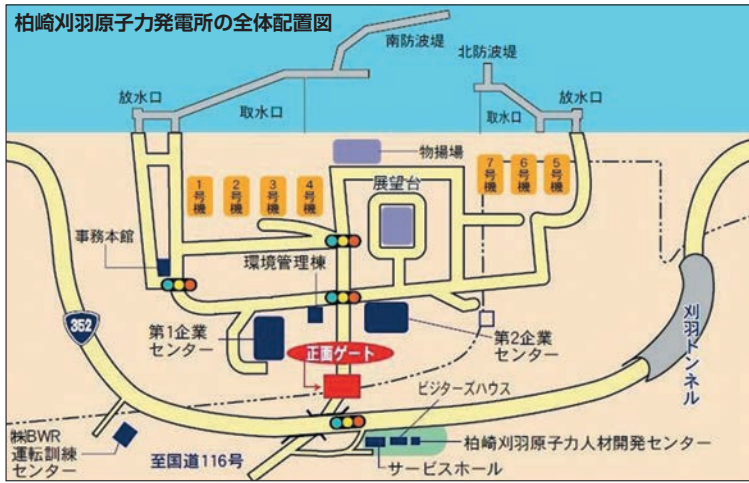 柏崎刈羽原子力発電所の全体配置図
南防波堤
北防波堤
放水口
取水口
取水口
放水口
物揚場
1号機
2号機
3号機
4号機
展望台
7号機
6号機
5号機
事務本館
環境管理棟
352
第1企業
センター
第2企業
センター
刈羽トンネル
正面ゲート
ビジターズハウス
㈱BWR
運転訓練
センター
至国道116号
柏崎刈羽原子力人材開発センター
サービスホール